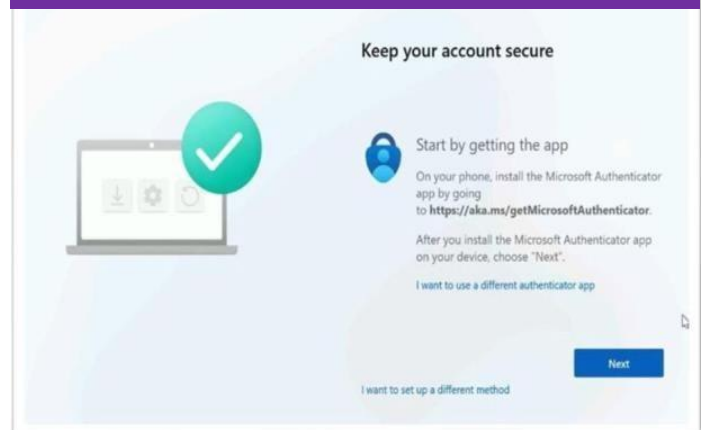 Keep your account secure
Start by getting the app
On your phone, install the Microsoft Authenticator
app by going
to https://aka.ms/getMicrosoftAuthenticator.
After you install the Microsoft Authenticator app
on your device, choose "Next".
I want to use a different authenticator app
Next
I want to set up a different method